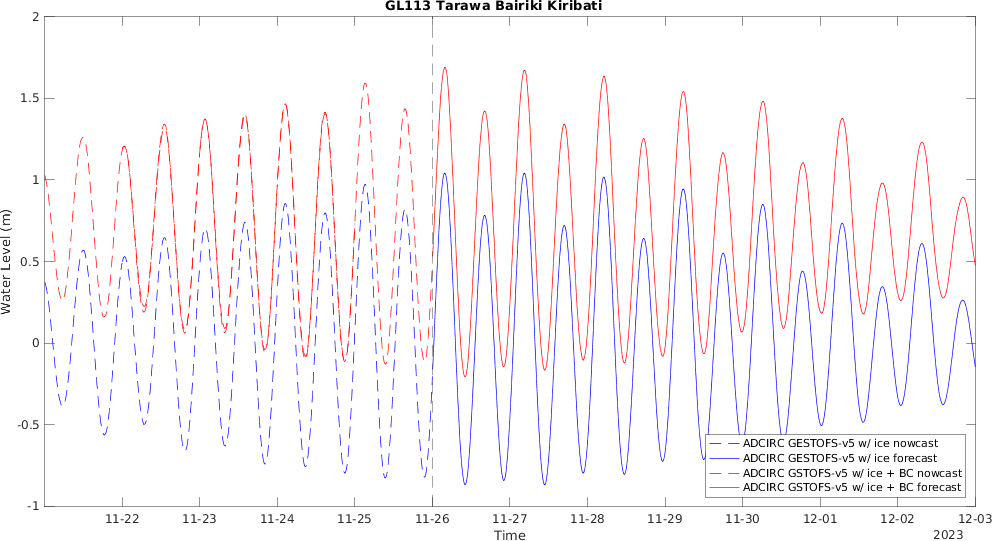 GL113 Tarawa Bairiki Kiribati
Water Level (m)
2
1.5
1
0.5
0
-0.5
-1
ADCIRC GESTOFS-v5 w/ ice nowcast
ADCIRC GESTOFS-v5 w/ ice forecast
ADCIRC GSTOFS-v5 w/ ice + BC nowcast
ADCIRC GSTOFS-v5 w/ ice + BC forecast
11-22 11-23 11-24 11-25 11-26 11-27 11-28 11-29 11-30 12-01 12-02 12-03
Time
2023